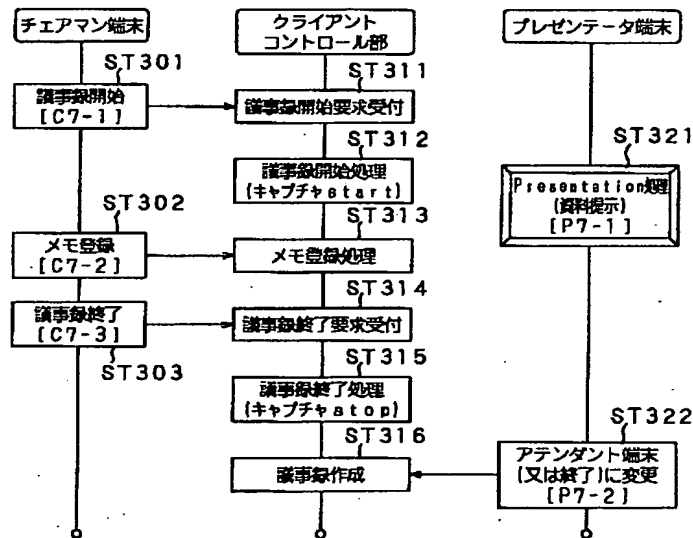 チェアマン端末
ST301
議事録開始
[C7-1]
ST302
メモ登録
[C7-2]
議事録終了
[C7-3]
ST303
クライアント
コントロール部
ST311
議事録開始要求受付
ST312
議事録開始処理
(キャプチャstart)
ST313
メモ登録処理
ST314
議事録終了要求受付
ST315
議事録終了処理
(キャプチャstop)
ST316
議事録作成
プレゼンテータ端末
ST321
Presentation処理
(資料提示)
[P7-1]
ST322
アテンダント端末
(又は終了)に変更
[P7-2]